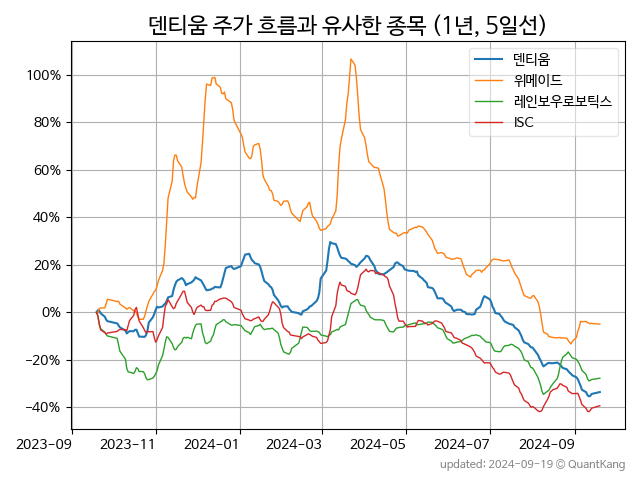 덴티움 주가 흐름과 유사한 종목 (1년, 5일선)
덴티움
위메이드
레인보우로보틱스
ISC
100%
80%
60%
40%
20%
0%
−20%
−40%
2023-09
2023-11
2024-01
2024-03
2024-05
2024-07
2024-09
updated: 2024-09-19 © QuantKang